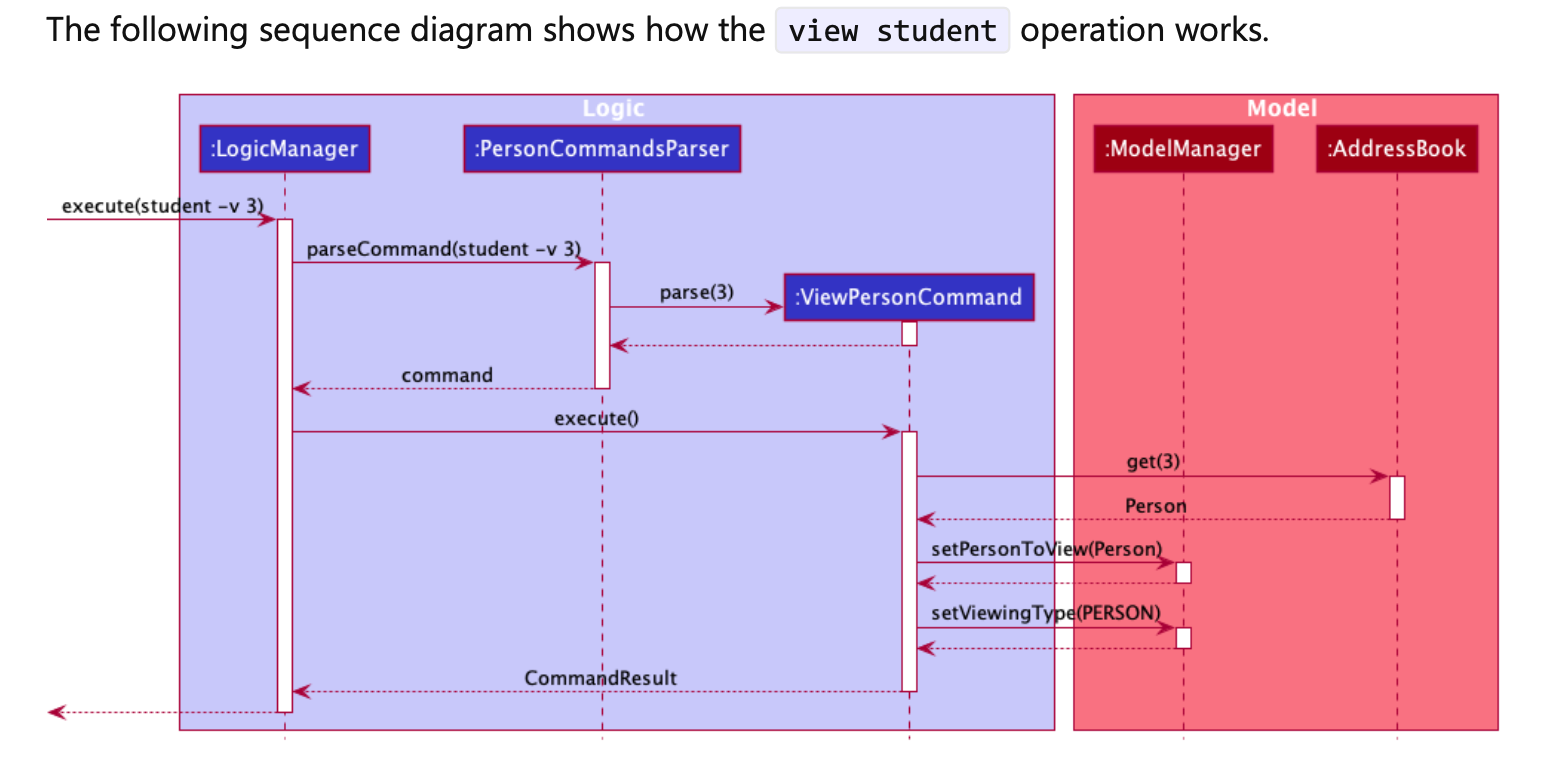 The following sequence diagram shows how the view student operation works.
Logic
Model
:LogicManager
:PersonCommandsParser
:ModelManager
:AddressBook
execute(student -v 3)
parseCommand(student -v 3)
parse(3)
:ViewPersonCommand
command
execute()
get(3)
Person
setPersonToView(Person)
setViewingType(PERSON)
CommandResult